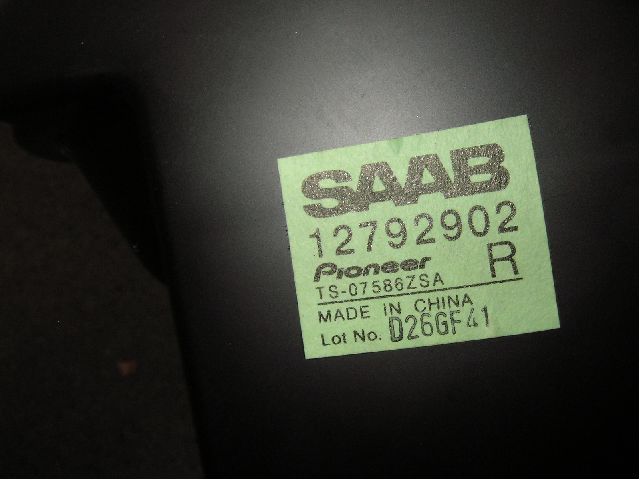 SAAB
12792902
Pioneer R
TS-07586ZSA
MADE IN CHINA
Lot No. D26GF41